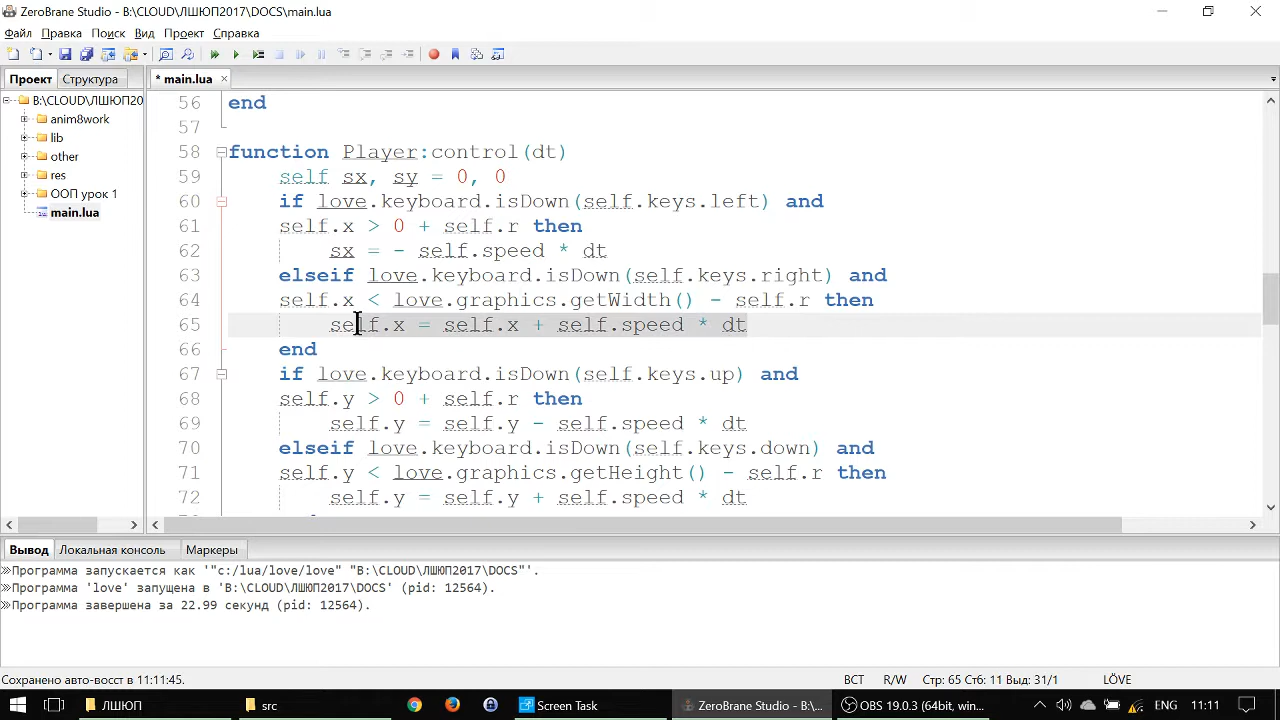 ZeroBrane Studio - B:\CLOUD\ЛШЮП2017\DOCS\main.lua
Файл Правка Поиск Вид Проект Справка
Проект Структура * main.lua
B:\CLOUD\ЛШЮП20
anim8work
lib
other
res
ООП урок 1
main.lua
56 end
57
58 function Player:control(dt)
59 self sx, sy = 0, 0
60 if love.keyboard.isDown(self.keys.left) and
61 self.x > 0 + self.r then
62 sx = - self.speed * dt
63 elseif love.keyboard.isDown(self.keys.right) and
64 self.x < love.graphics.getWidth() - self.r then
65 self.x = self.x + self.speed * dt
66 end
67 if love.keyboard.isDown(self.keys.up) and
68 self.y > 0 + self.r then
69 self.y = self.y - self.speed * dt
70 elseif love.keyboard.isDown(self.keys.down) and
71 self.y < love.graphics.getHeight() - self.r then
72 self.y = self.y + self.speed * dt
Вывод Локальная консоль Маркеры
Программа запускается как '"c:/lua/love/love" "B:\CLOUD\ЛШЮП2017\DOCS"'.
Программа 'love' запущена в 'B:\CLOUD\ЛШЮП2017\DOCS' (pid: 12564).
Программа завершена за 22.99 секунд (pid: 12564).
Сохранено авто-восст в 11:11:45. ВСТ R/W Стр: 65 Стб: 11 Выд: 31/1 LÖVE
ЛШЮП src Screen Task ZeroBrane Studio - B:\... OBS 19.0.3 (64bit, win... ENG 11:11